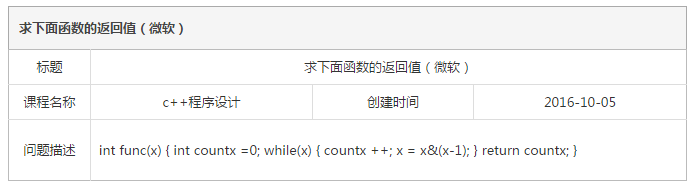 求下面函数的返回值（微软）
标题 求下面函数的返回值（微软）
课程名称 c++程序设计 创建时间 2016-10-05
问题描述 int func(x) { int countx =0; while(x) { countx ++; x = x&(x-1); } return countx; }